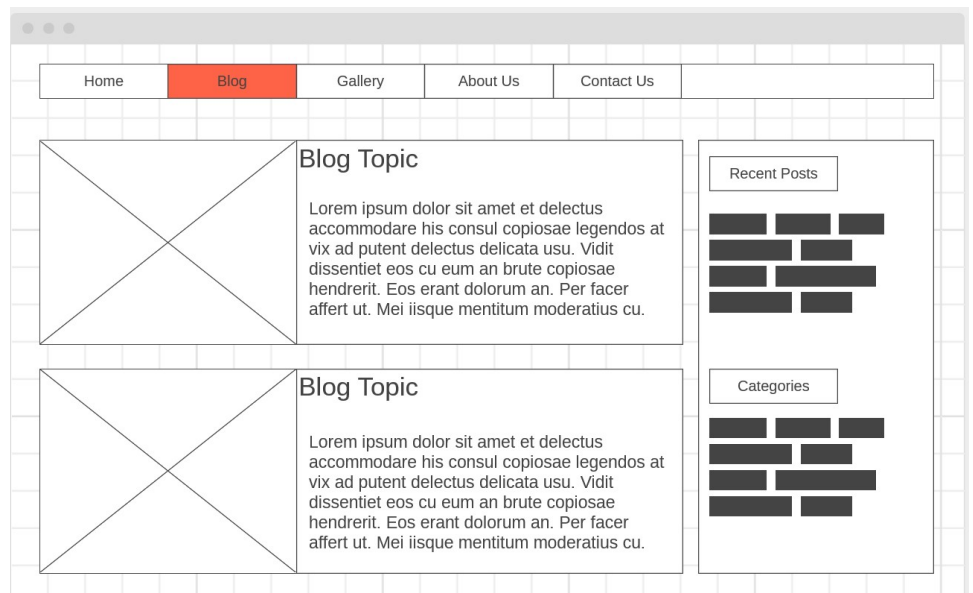 Home Blog Gallery About Us Contact Us
Blog Topic
Lorem ipsum dolor sit amet et delectus
accommodare his consul copiosae legendos at
vix ad putent delectus delicata usu. Vidit
dissentiet eos cu eum an brute copiosae
hendrerit. Eos erant dolorum an. Per facer
affert ut. Mei iisque mentitum moderatius cu.
Blog Topic
Lorem ipsum dolor sit amet et delectus
accommodare his consul copiosae legendos at
vix ad putent delectus delicata usu. Vidit
dissentiet eos cu eum an brute copiosae
hendrerit. Eos erant dolorum an. Per facer
affert ut. Mei iisque mentitum moderatius cu.
Recent Posts
Categories